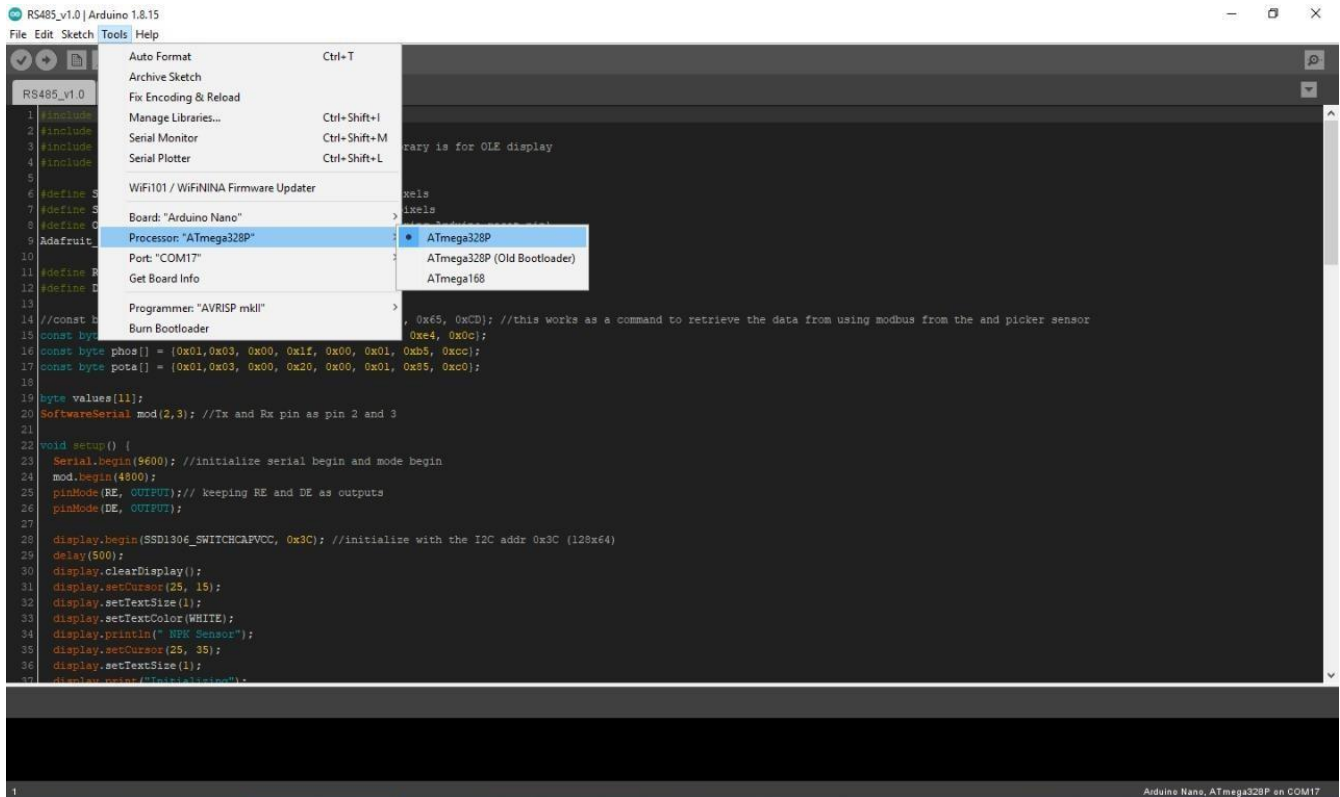 RS485_v1.0 | Arduino 1.8.15
File Edit Sketch Tools Help
Auto Format Ctrl+T
Archive Sketch
Fix Encoding & Reload
Manage Libraries... Ctrl+Shift+I
Serial Monitor Ctrl+Shift+M
Serial Plotter Ctrl+Shift+L
WiFi101 / WiFiNINA Firmware Updater
Board: "Arduino Nano"
Processor: "ATmega328P"
Port: "COM17"
Get Board Info
Programmer: "AVRISP mkII"
Burn Bootloader
ATmega328P
ATmega328P (Old Bootloader)
ATmega168
RS485_v1.0
1 #include
2 #include
3 #include rary is for OLE display
4 #include
5
6 #define S xels
7 #define S ixels
8 #define O
9 Adafruit_
10
11 #define R
12 #define D
13
14 //const b , 0x65, 0xCD}; //this works as a command to retrieve the data from using modbus from the and picker sensor
15 const byt 0xe4, 0x0c};
16 const byte phos[] = {0x01,0x03, 0x00, 0x1f, 0x00, 0x01, 0xb5, 0xcc};
17 const byte pota[] = {0x01,0x03, 0x00, 0x20, 0x00, 0x01, 0x85, 0xc0};
18
19 byte values[11];
20 SoftwareSerial mod(2,3); //Tx and Rx pin as pin 2 and 3
21
22 void setup() {
23 Serial.begin(9600); //initialize serial begin and mode begin
24 mod.begin(4800);
25 pinMode(RE, OUTPUT);// keeping RE and DE as outputs
26 pinMode(DE, OUTPUT);
27
28 display.begin(SSD1306_SWITCHCAPVCC, 0x3C); //initialize with the I2C addr 0x3C (128x64)
29 delay(500);
30 display.clearDisplay();
31 display.setCursor(25, 15);
32 display.setTextSize(1);
33 display.setTextColor(WHITE);
34 display.println(" NPK Sensor");
35 display.setCursor(25, 35);
36 display.setTextSize(1);
37 display.print("Initializing");
1
Arduino Nano, ATmega328P on COM17